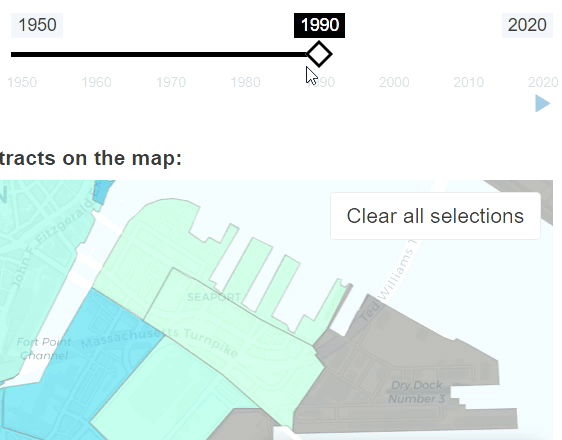 1950 1990 2020
1950 1960 1970 1980 1990 2000 2010 2020
tracts on the map:
Clear all selections
John F. Fitzgerald
Ted Williams T
SEAPORT
Massachusetts Turnpike
Fort Point
Channel
Dry Dock
Number 3